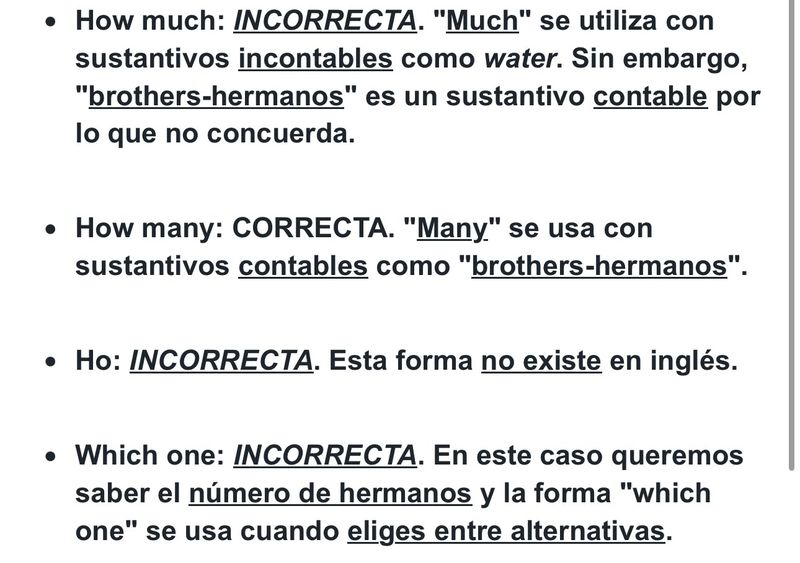 • How much: INCORRECTA. "Much" se utiliza con
sustantivos incontables como water. Sin embargo,
"brothers-hermanos" es un sustantivo contable por
lo que no concuerda.
• How many: CORRECTA. "Many" se usa con
sustantivos contables como "brothers-hermanos".
• Ho: INCORRECTA. Esta forma no existe en inglés.
• Which one: INCORRECTA. En este caso queremos
saber el número de hermanos y la forma "which
one" se usa cuando eliges entre alternativas.